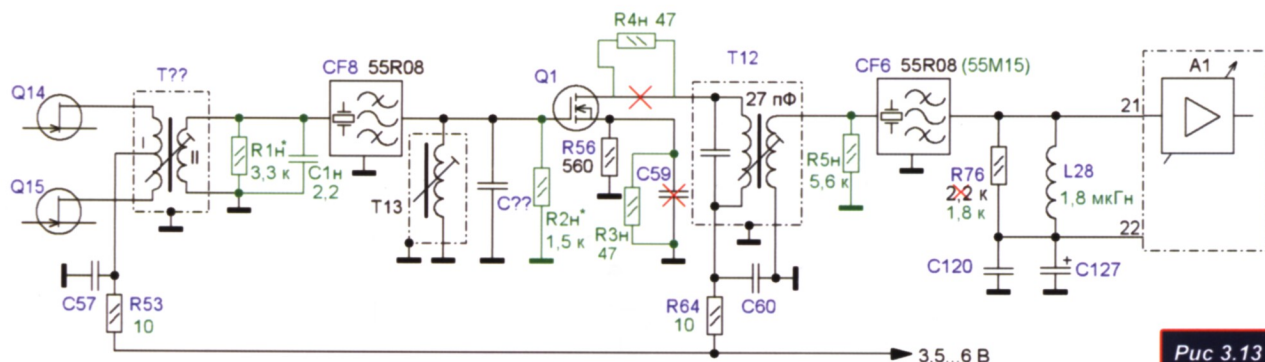 R4н 47
T??
CF8 55R08
Q1
T12
CF6 55R08 (55M15)
A1
Q14
27 пФ
21
I
II
R1н*
3,3 к
C1н
2,2
R56
560
C59
R5н
5,6 к
R76
2,2 к
1,8 к
L28
1,8 мкГн
Q15
T13
C??
R2н*
1,5 к
R3н
47
22
C57
R53
10
R64
10
C60
C120
+
C127
3,5...6 В
Рис 3.13